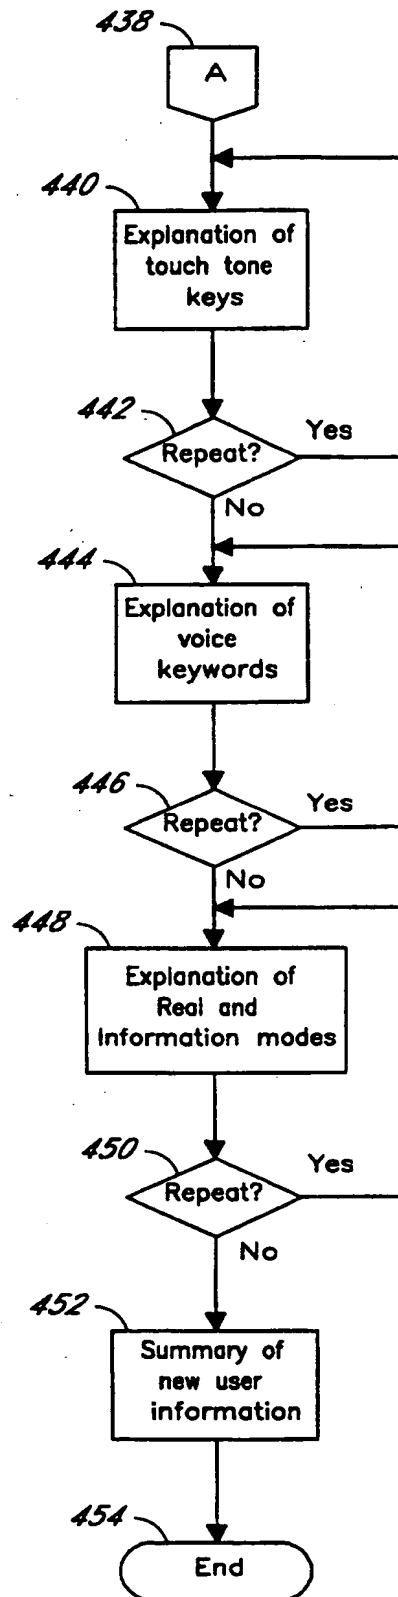 438
A
440
Explanation of
touch tone
keys
442
Repeat?
Yes
No
444
Explanation of
voice
keywords
446
Repeat?
Yes
No
448
Explanation of
Real and
Information modes
450
Repeat?
Yes
No
452
Summary of
new user
information
454
End